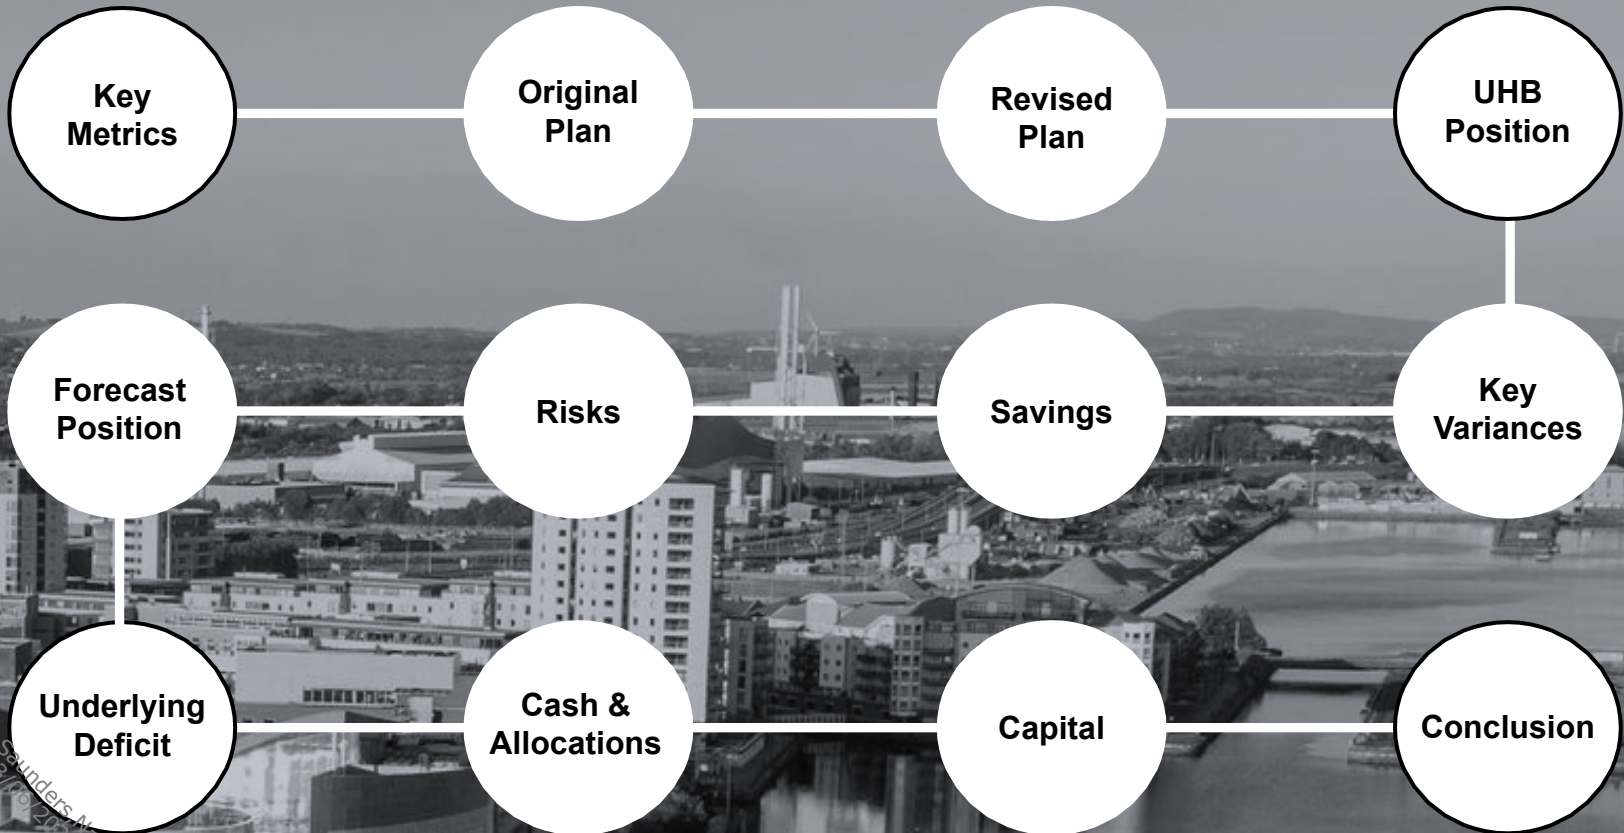 Key
Metrics
Original
Plan
Revised
Plan
UHB
Position
Key
Variances
Savings
Risks
Forecast
Position
Underlying
Deficit
Cash &
Allocations
Capital
Conclusion
Saunders